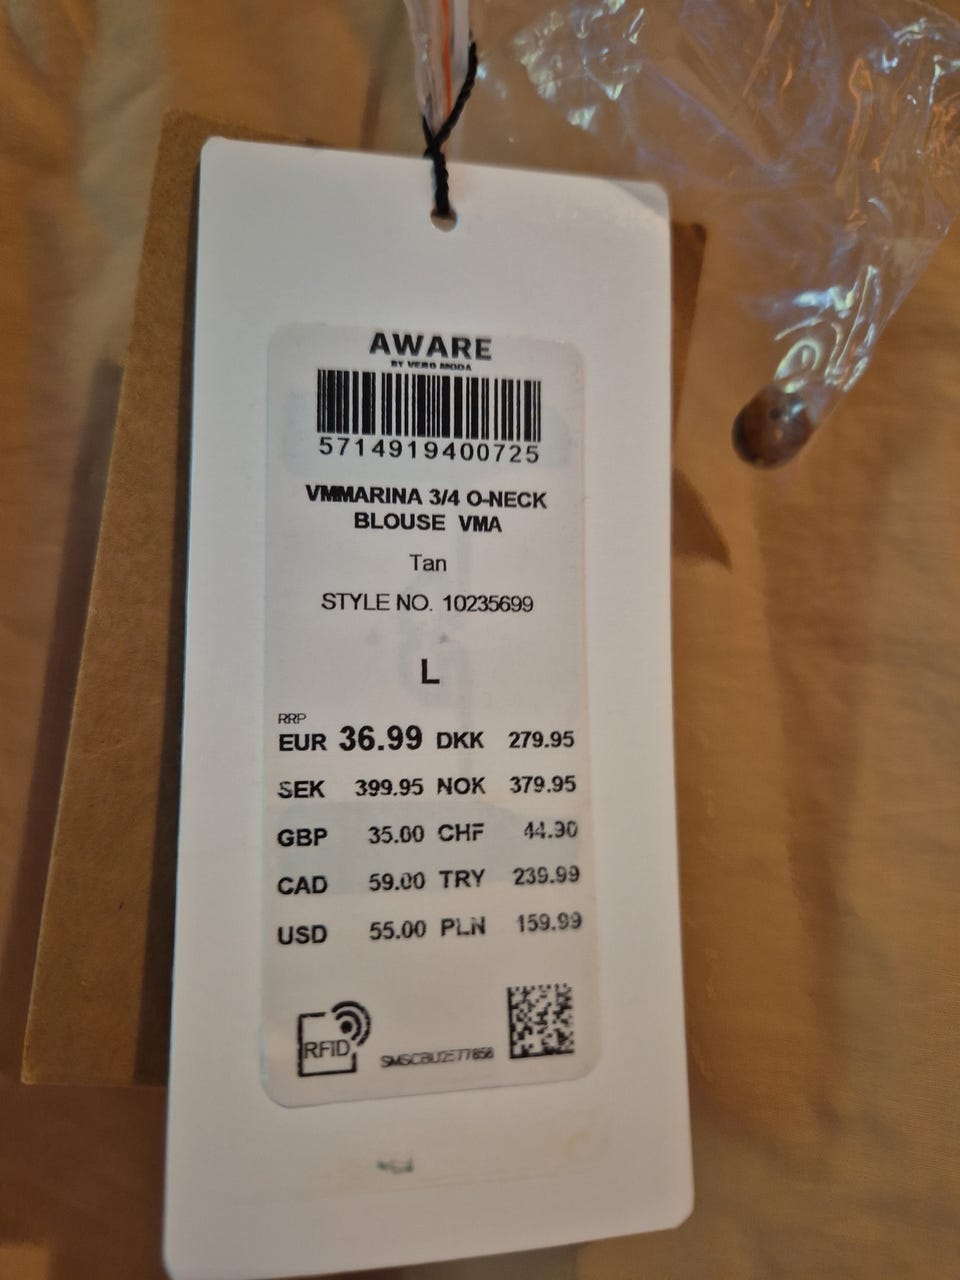 AWARE
BY VERO MODA
5714919400725
VMMARINA 3/4 O-NECK
BLOUSE VMA
Tan
STYLE NO. 10235699
L
RRP
EUR 36.99 DKK 279.95
SEK 399.95 NOK 379.95
GBP 35.00 CHF 44.90
CAD 59.00 TRY 239.99
USD 55.00 PLN 159.99
RFID